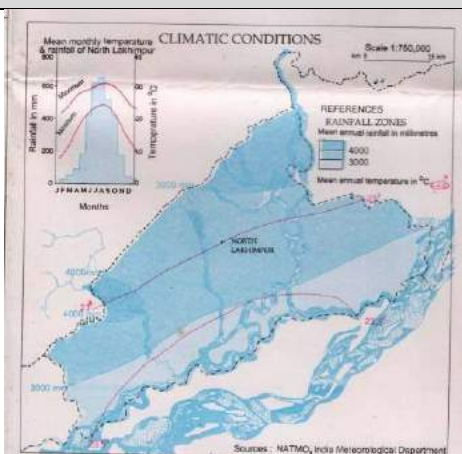 CLIMATIC CONDITIONS
Mean monthly temperature
& rainfall of North Lakhimpur
Scale 1:750,000
Rainfall in mm
Temperature in °C
Maximum
Minimum
J F M A M J J A S O N D
Months
REFERENCES
RAINFALL ZONES
Mean annual rainfall in millimetres
4000
3000
Mean annual temperature in °C
3000 mm
NORTH
LAKHIMPUR
4000 mm
4000
3000 mm
Sources : NATMO, India Meteorological Department